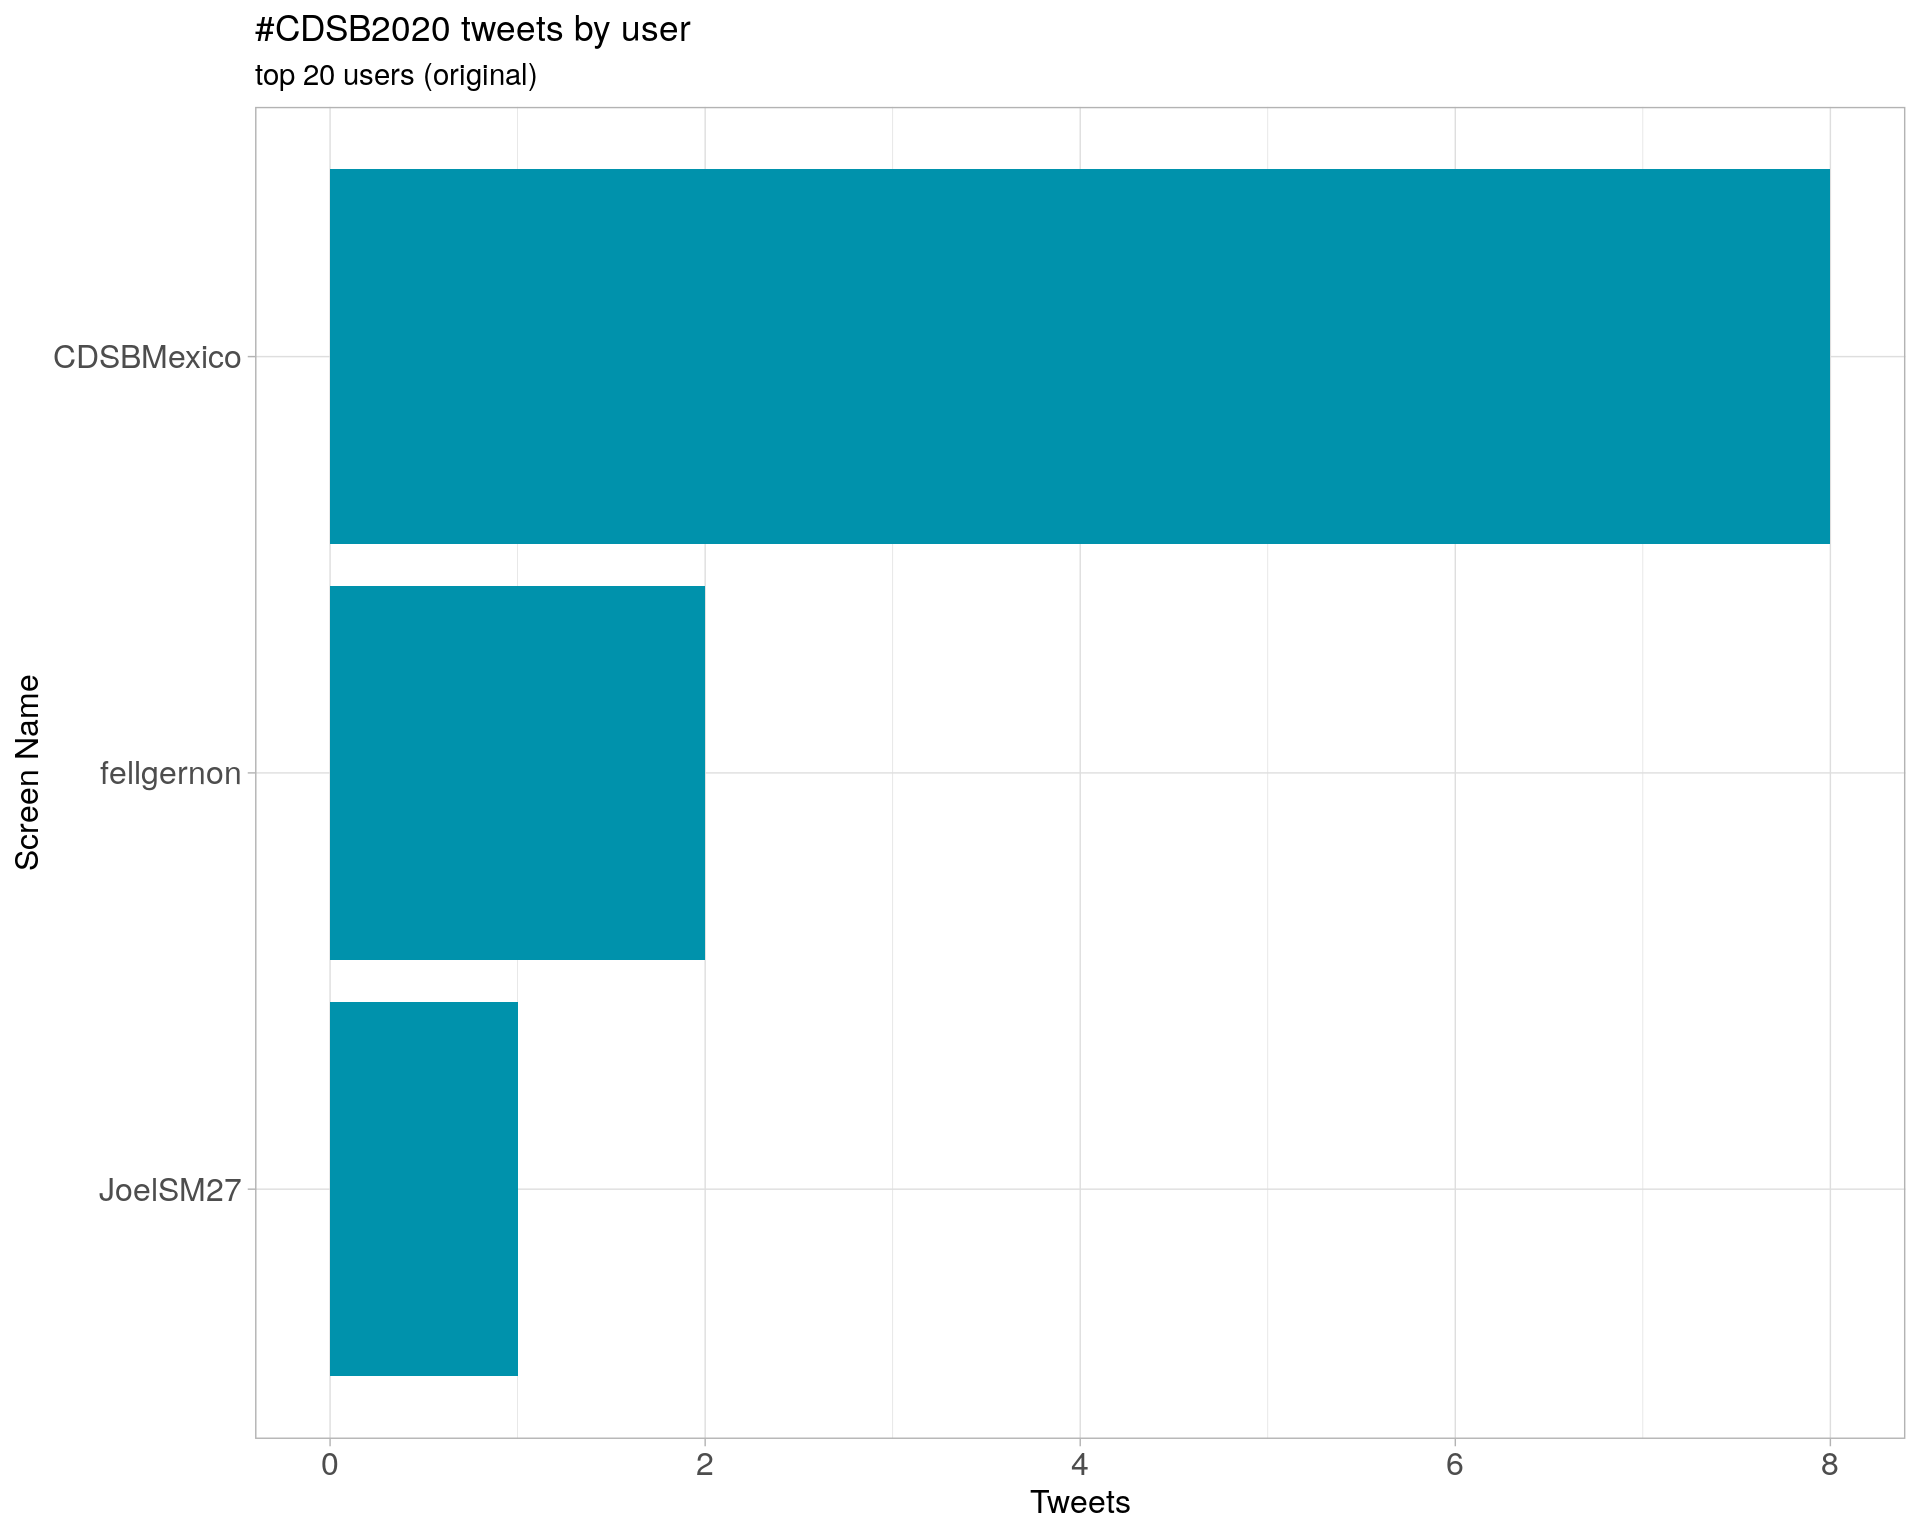 #CDSB2020 tweets by user
top 20 users (original)
Screen Name
CDSBMexico
fellgernon
JoelSM27
0 2 4 6 8
Tweets